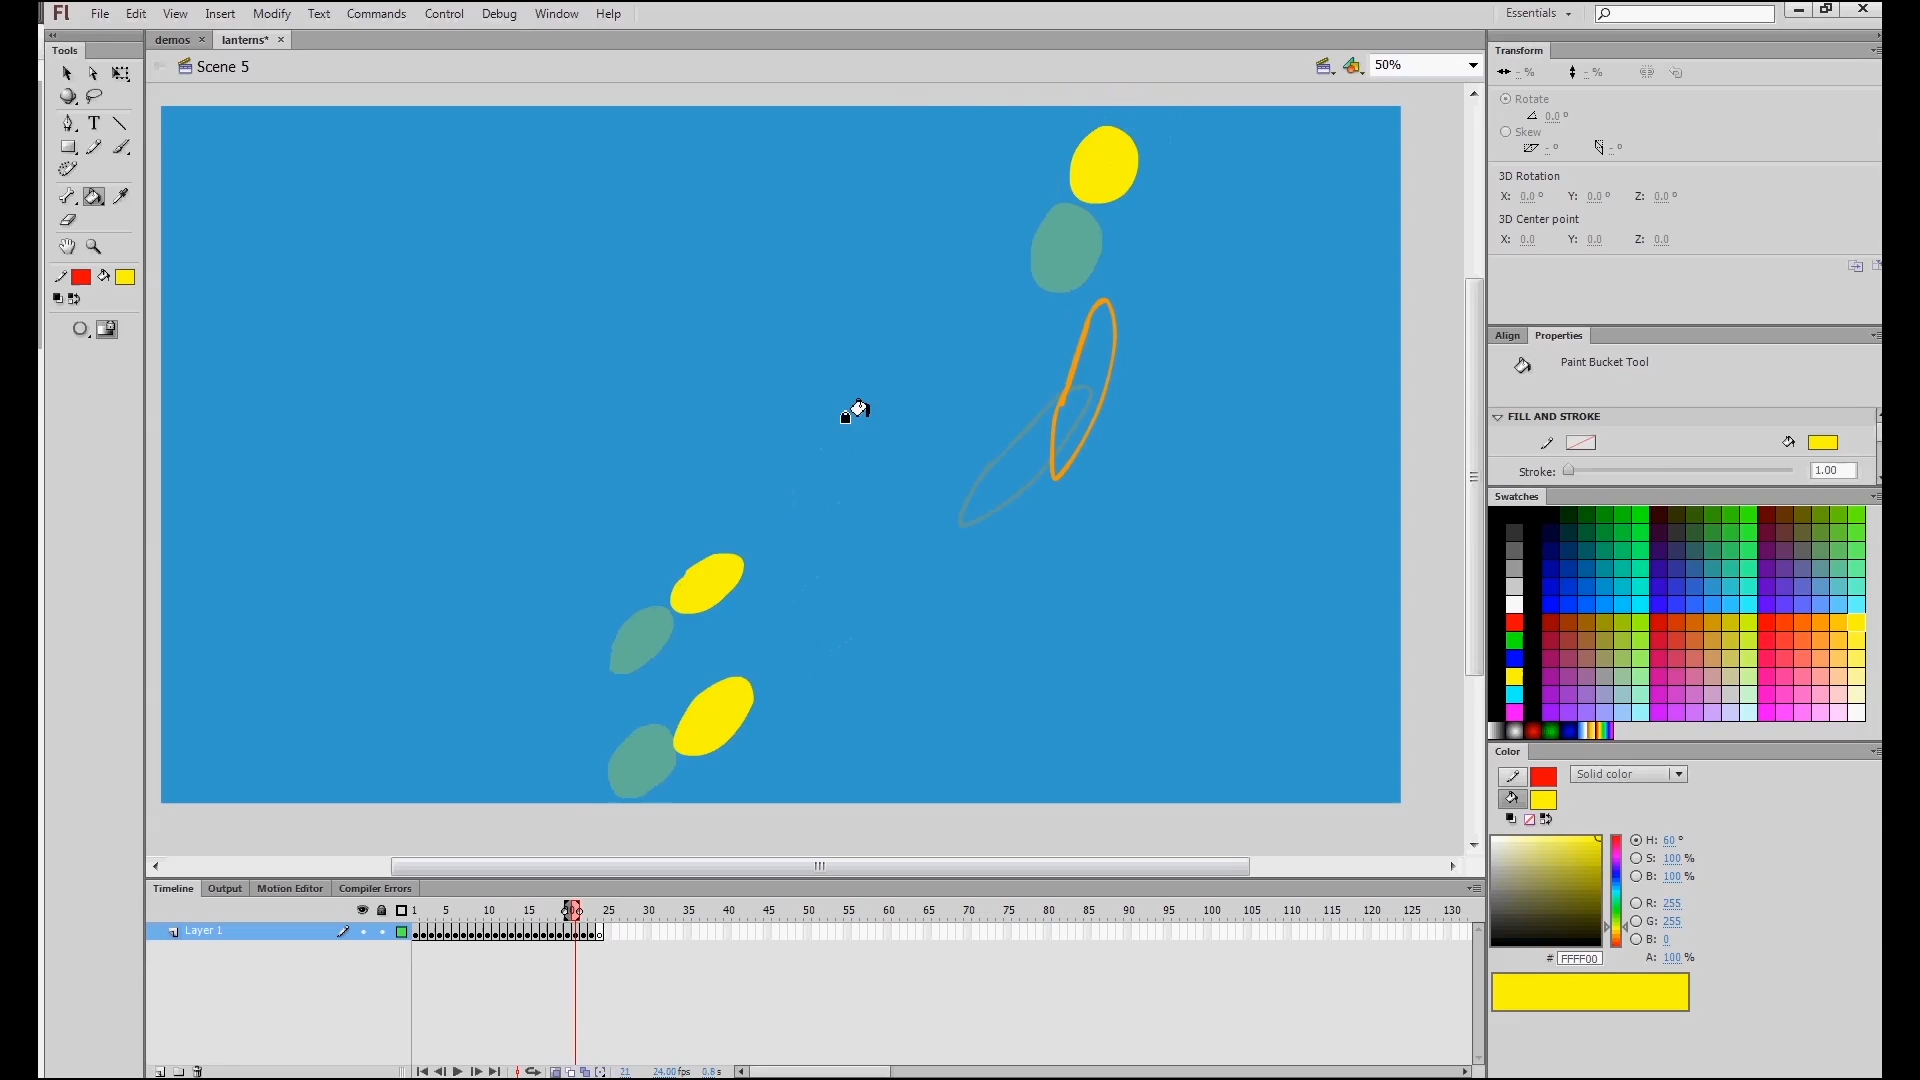 Fl File Edit View Insert Modify Text Commands Control Debug Window Help Essentials
Tools
demos × lanterns* ×
Scene 5
50%
T
Transform
- % - %
Rotate
0.0 °
Skew
- ° - °
3D Rotation
X: 0.0 ° Y: 0.0 ° Z: 0.0 °
3D Center point
X: 0.0 Y: 0.0 Z: 0.0
Align Properties
Paint Bucket Tool
FILL AND STROKE
Stroke: 1.00
Swatches
Color
Solid color
H: 60 °
S: 100 %
B: 100 %
R: 255
G: 255
B: 0
# FFFF00 A: 100 %
Timeline Output Motion Editor Compiler Errors
1 5 10 15 20 25 30 35 40 45 50 55 60 65 70 75 80 85 90 95 100 105 110 115 120 125 130
Layer 1
21 24.00 fps 0.8 s